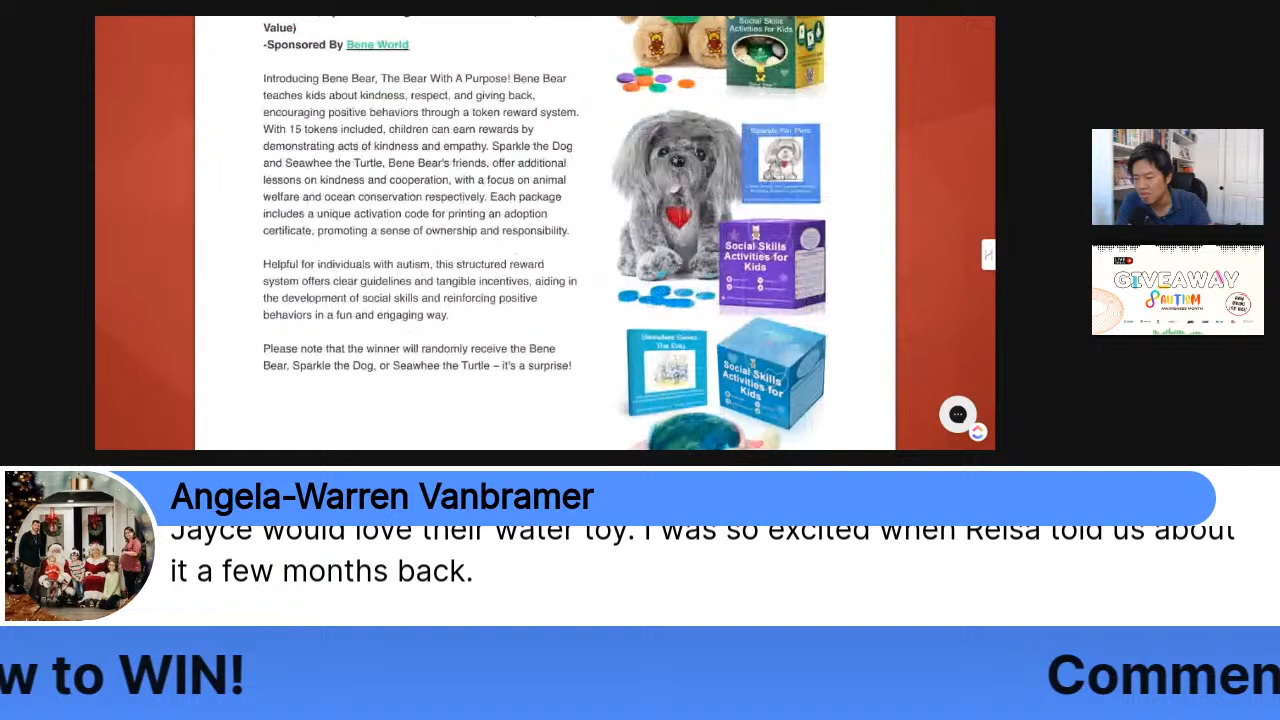 Value)
-Sponsored By Bene World
Introducing Bene Bear, The Bear With A Purpose! Bene Bear
teaches kids about kindness, respect, and giving back,
encouraging positive behaviors through a token reward system.
With 15 tokens included, children can earn rewards by
demonstrating acts of kindness and empathy. Sparkle the Dog
and Seawhee the Turtle, Bene Bear's friends, offer additional
lessons on kindness and cooperation, with a focus on animal
welfare and ocean conservation respectively. Each package
includes a unique activation code for printing an adoption
certificate, promoting a sense of ownership and responsibility.
Helpful for individuals with autism, this structured reward
system offers clear guidelines and tangible incentives, aiding in
the development of social skills and reinforcing positive
behaviors in a fun and engaging way.
Please note that the winner will randomly receive the Bene
Bear, Sparkle the Dog, or Seawhee the Turtle – it's a surprise!
Social Skills
Activities for Kids
Social Skills
Activities for
Kids
Seawhee Saves
The Day
Social Skills
Activities for
Kids
GIVEAWAY
AUTISM
AWARENESS MONTH
Angela-Warren Vanbramer
Jayce would love their water toy. I was so excited when Reisa told us about
it a few months back.
w to WIN!
Commen